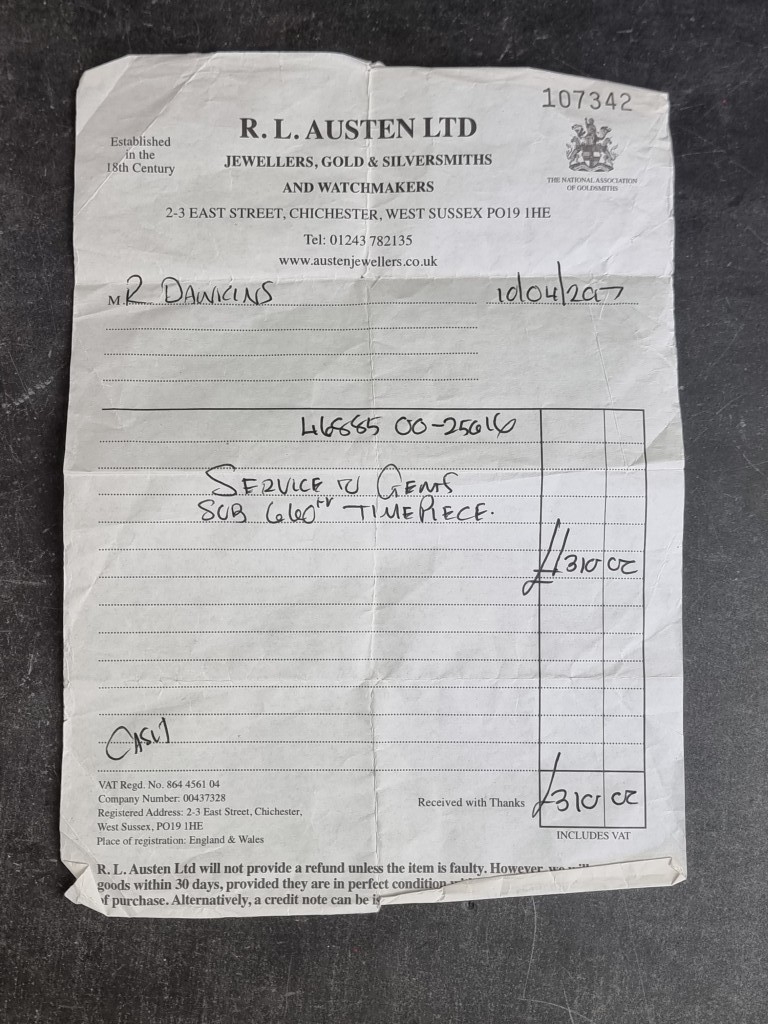 107342
R. L. AUSTEN LTD
Established
in the
18th Century
JEWELLERS, GOLD & SILVERSMITHS
AND WATCHMAKERS
THE NATIONAL ASSOCIATION
OF GOLDSMITHS
2-3 EAST STREET, CHICHESTER, WEST SUSSEX PO19 1HE
Tel: 01243 782135
www.austenjewellers.co.uk
M R DAWKINS 10/04/2017
SERVICE TO GENTS
SUB 660FT TIMEPIECE.
£310 00
CASH
VAT Regd. No. 864 4561 04
Company Number: 00437328
Registered Address: 2-3 East Street, Chichester,
West Sussex, PO19 1HE
Place of registration: England & Wales
Received with Thanks £310 00
INCLUDES VAT
R. L. Austen Ltd will not provide a refund unless the item is faulty. However
goods within 30 days, provided they are in perfect condition
of purchase. Alternatively, a credit note can be is